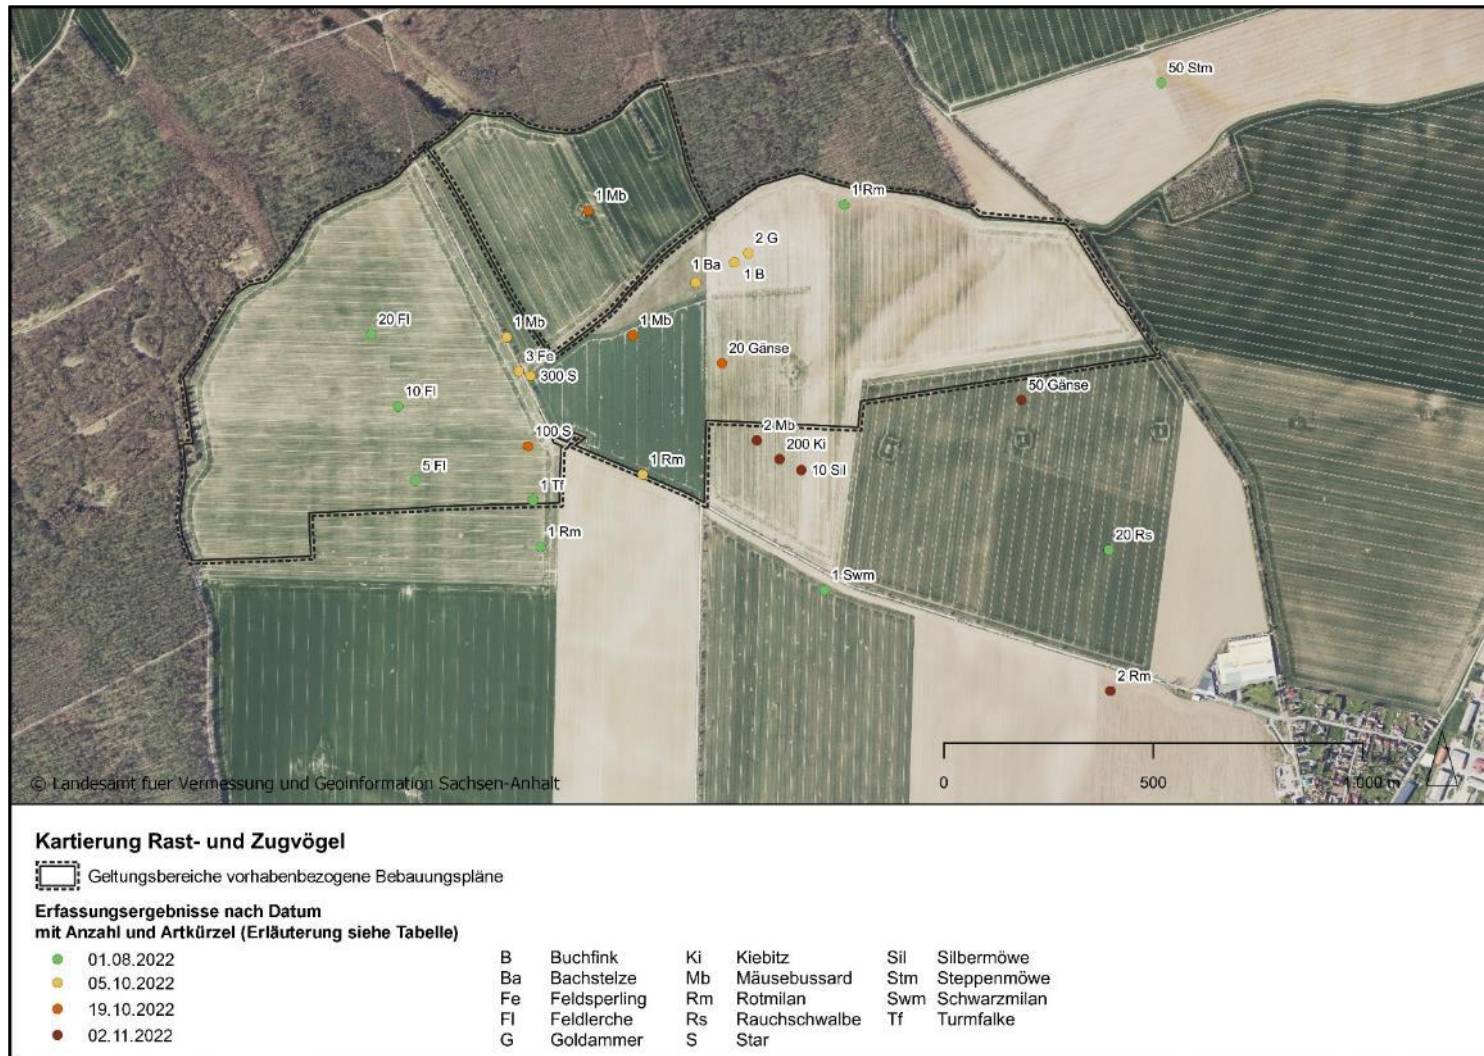 50 Stm
1 Mb
1 Rm
2 G
1 Ba
1 B
20 Fl
1 Mb
1 Mb
3 Fe
20 Gänse
300 S
50 Gänse
10 Fl
2 Mb
100 S
200 Ki
10 Sil
5 Fl
1 Rm
1 Tf
1 Rm
20 Rs
1 Swm
2 Rm
© Landesamt fuer Vermessung und Geoinformation Sachsen-Anhalt
0 500 1.000 m
Kartierung Rast- und Zugvögel
Geltungsbereiche vorhabenbezogene Bebauungspläne
Erfassungsergebnisse nach Datum
mit Anzahl und Artkürzel (Erläuterung siehe Tabelle)
01.08.2022
05.10.2022
19.10.2022
02.11.2022
B Buchfink
Ba Bachstelze
Fe Feldsperling
Fl Feldlerche
G Goldammer
Ki Kiebitz
Mb Mäusebussard
Rm Rotmilan
Rs Rauchschwalbe
S Star
Sil Silbermöwe
Stm Steppenmöwe
Swm Schwarzmilan
Tf Turmfalke